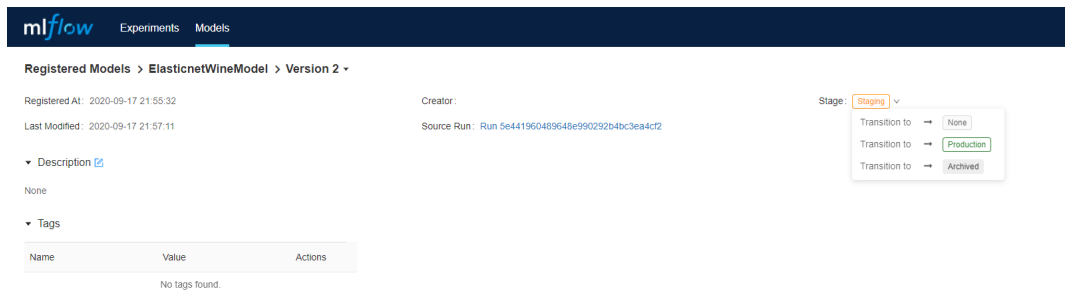 mlflow Experiments Models
Registered Models > ElasticnetWineModel > Version 2
Registered At: 2020-09-17 21:55:32 Creator: Stage: Staging
Last Modified: 2020-09-17 21:57:11 Source Run: Run 5e441960489648e990292b4bc3ea4cf2
Transition to → None
Transition to → Production
Transition to → Archived
Description
None
Tags
Name Value Actions
No tags found.